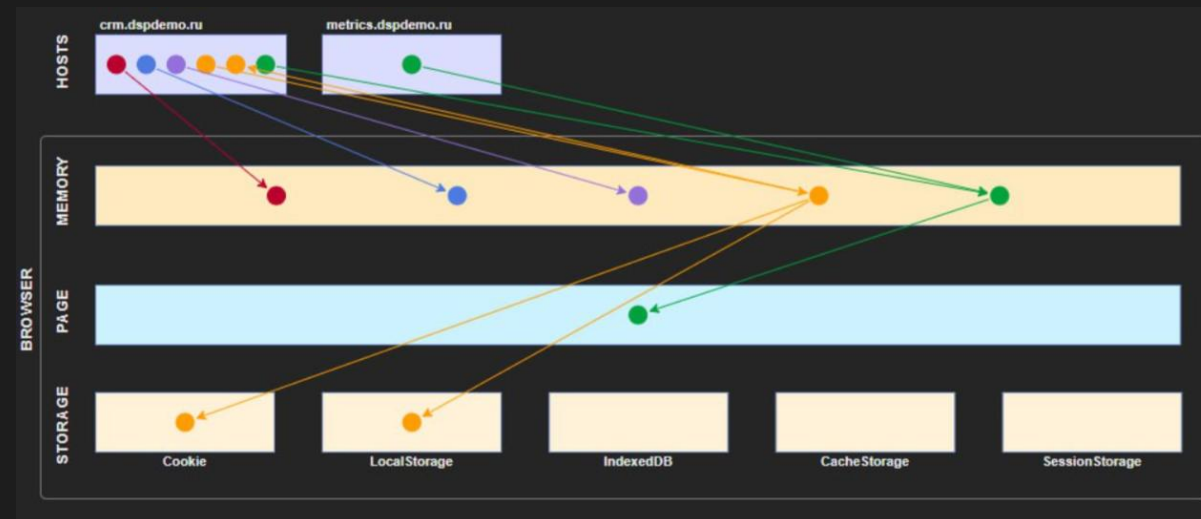 crm.dspdemo.ru
metrics.dspdemo.ru
HOSTS
BROWSER
MEMORY
PAGE
STORAGE
Cookie
LocalStorage
IndexedDB
CacheStorage
SessionStorage